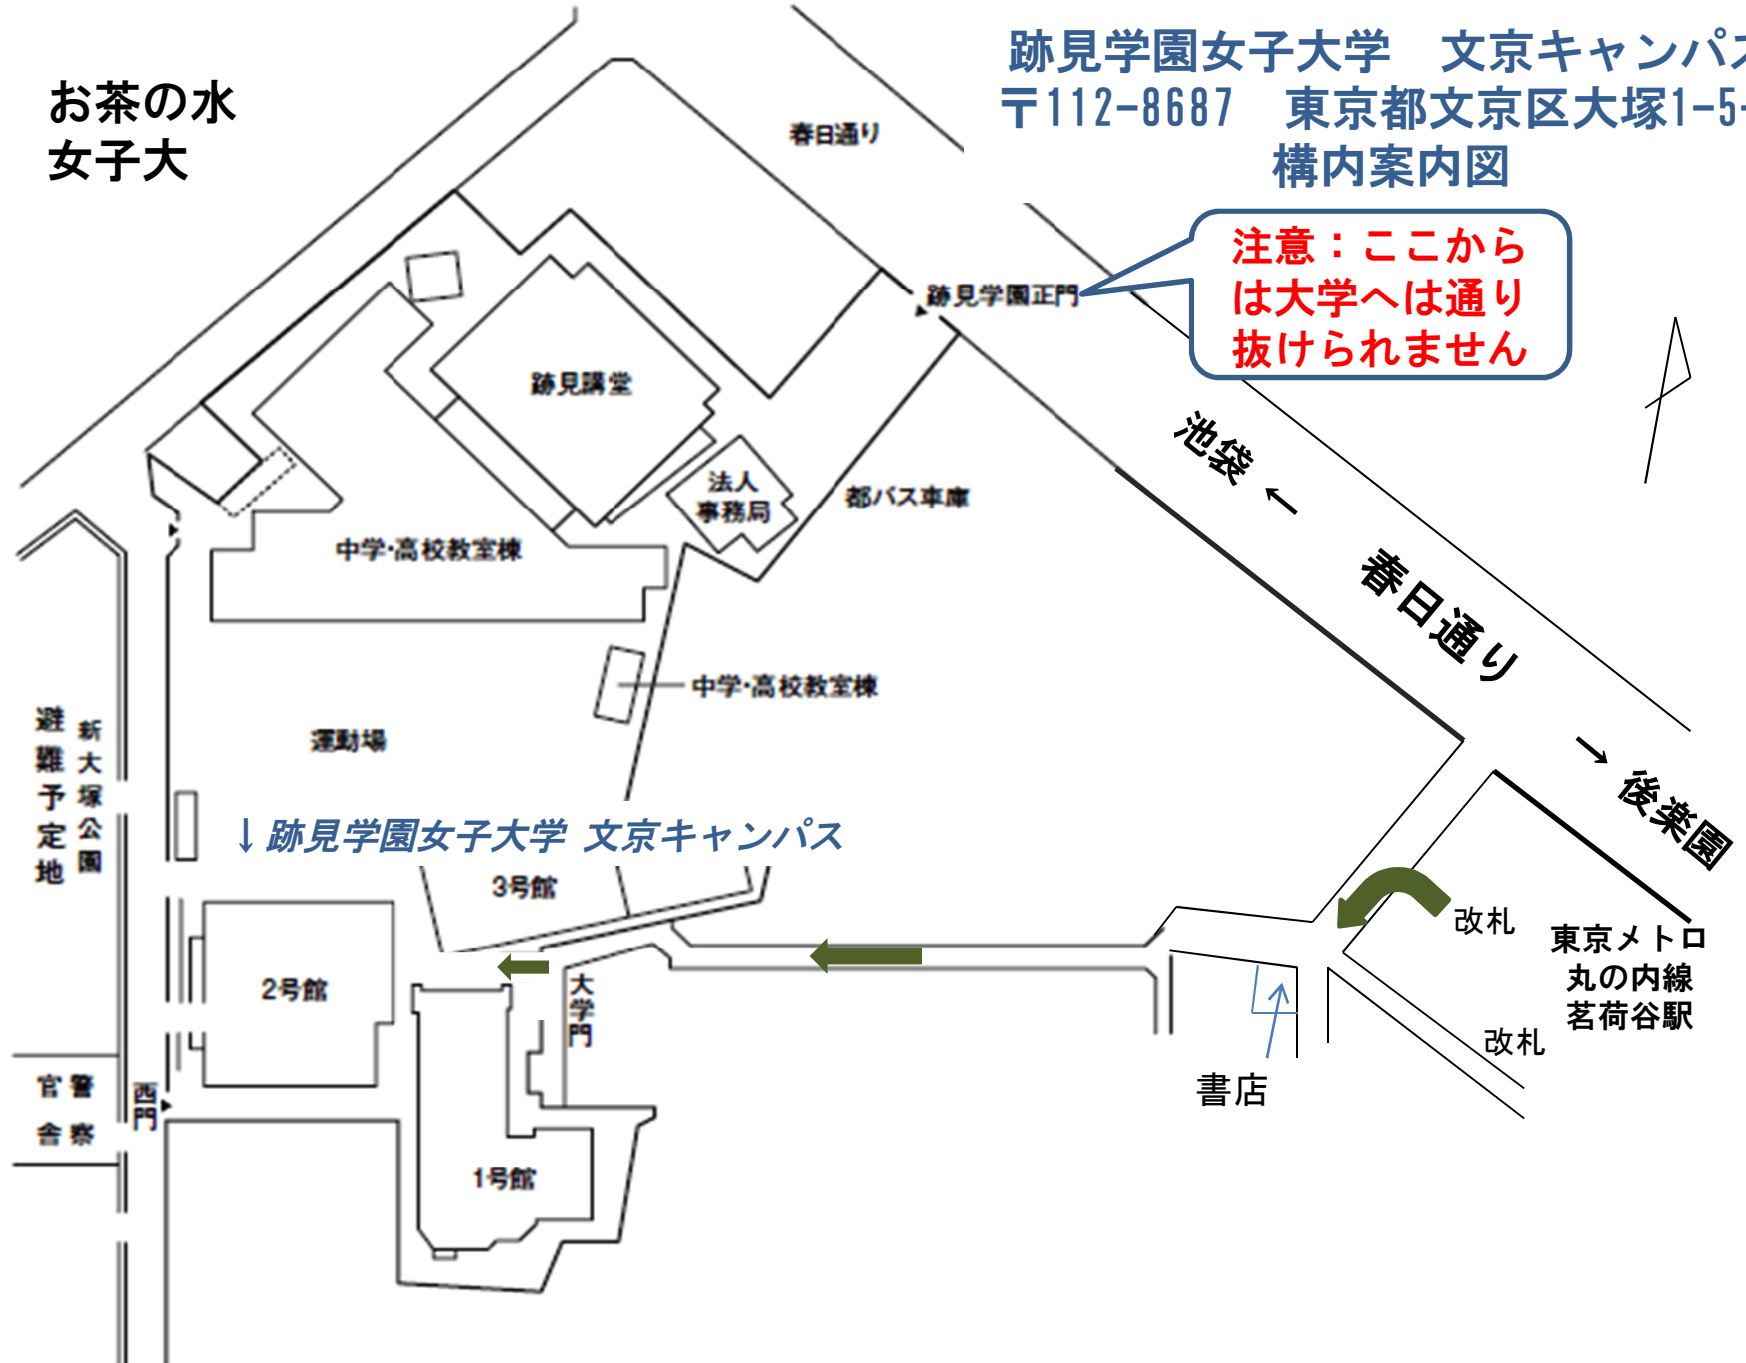 跡見学園女子大学　文京キャンパス
〒112-8687　東京都文京区大塚1-5-
構内案内図
お茶の水
女子大
春日通り
注意：ここから
は大学へは通り
抜けられません
跡見学園正門
跡見講堂
法人
事務局
都バス車庫
池袋 ←
中学・高校教室棟
春日通り
中学・高校教室棟
運動場
新大塚公園
避難予定地
→ 後楽園
↓跡見学園女子大学 文京キャンパス
3号館
改札
東京メトロ
丸の内線
茗荷谷駅
2号館
大学門
改札
書店
警察
官舎
西門
1号館